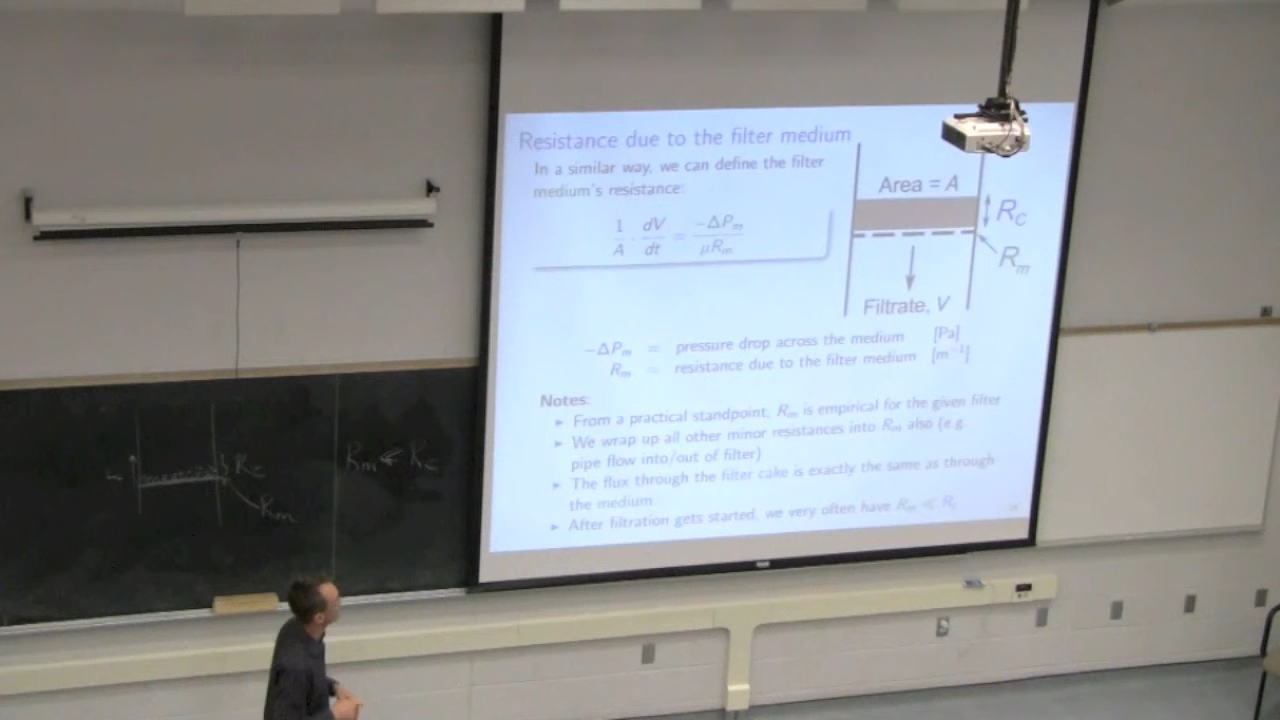 Resistance due to the filter medium
In a similar way, we can define the filter
medium's resistance:
1/A · dV/dt = −ΔPm/μRm
Area = A
Rc
Rm
Filtrate, V
−ΔPm = pressure drop across the medium [Pa]
Rm = resistance due to the filter medium [m⁻¹]
Notes:
► From a practical standpoint, Rm is empirical for the given filter
► We wrap up all other minor resistances into Rm also (e.g.
pipe flow into/out of filter)
► The flux through the filter cake is exactly the same as through
the medium
► After filtration gets started, we very often have Rm ≪ Rc
Rc
Rm
Rm ≪ Rc